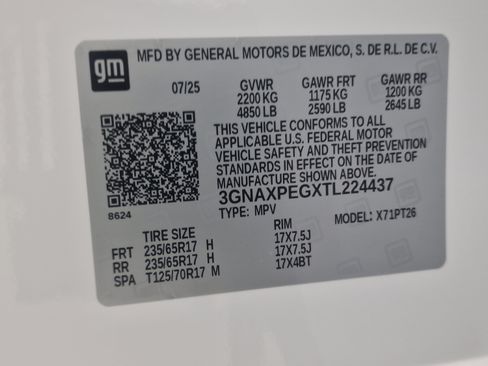 gm
MFD BY GENERAL MOTORS DE MEXICO, S. DE R.L. DE C.V.
07/25 GVWR GAWR FRT GAWR RR
2200 KG 1175 KG 1200 KG
4850 LB 2590 LB 2645 LB
THIS VEHICLE CONFORMS TO ALL
APPLICABLE U.S. FEDERAL MOTOR
VEHICLE SAFETY AND THEFT PREVENTION
STANDARDS IN EFFECT ON THE DATE OF
MANUFACTURE SHOWN ABOVE.
3GNAXPEGXTL224437
8624 TYPE: MPV MODEL: X71PT26
TIRE SIZE RIM
FRT 235/65R17 H 17X7.5J
RR 235/65R17 H 17X7.5J
SPA T125/70R17 M 17X4BT